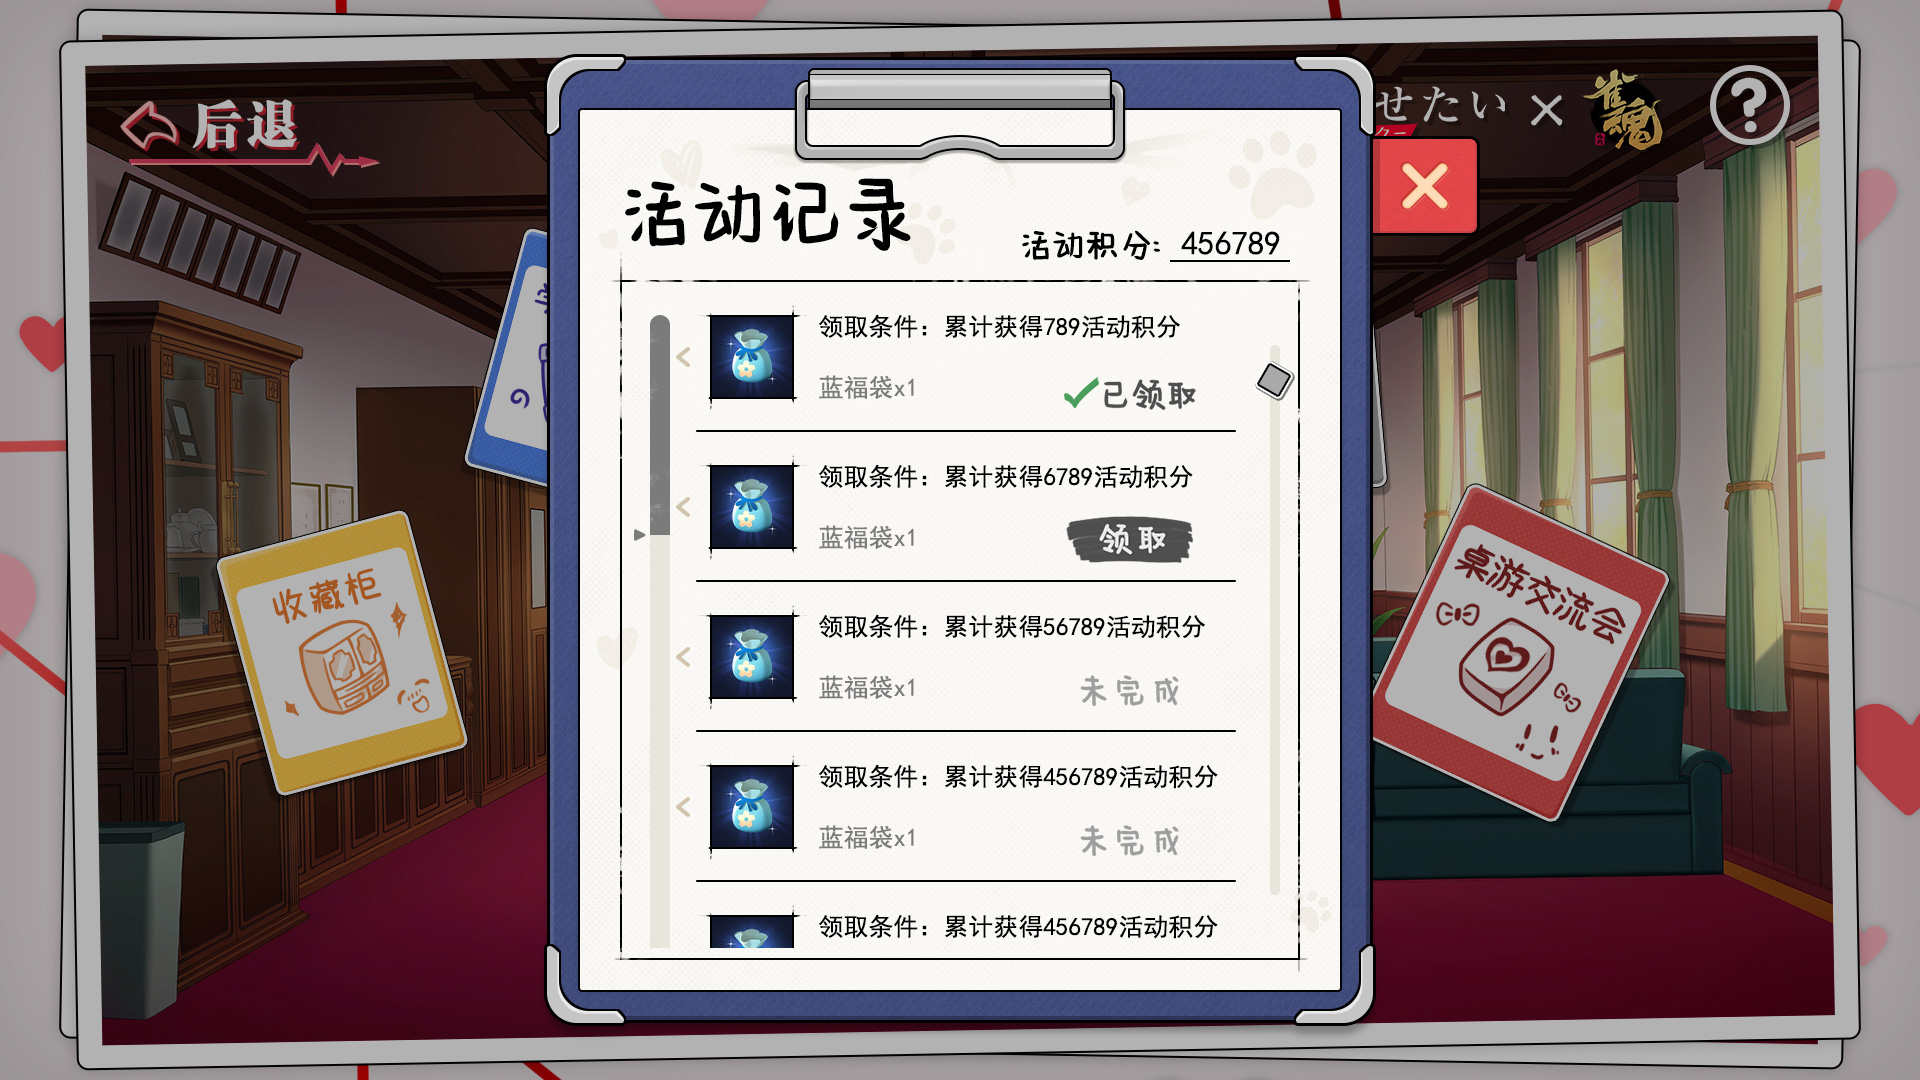 后退
せたい × 雀魂
?
活动记录
活动积分: 456789
领取条件：累计获得789活动积分
蓝福袋x1
已领取
领取条件：累计获得6789活动积分
蓝福袋x1
领取
领取条件：累计获得56789活动积分
蓝福袋x1
未完成
领取条件：累计获得456789活动积分
蓝福袋x1
未完成
领取条件：累计获得456789活动积分
收藏柜
桌游交流会